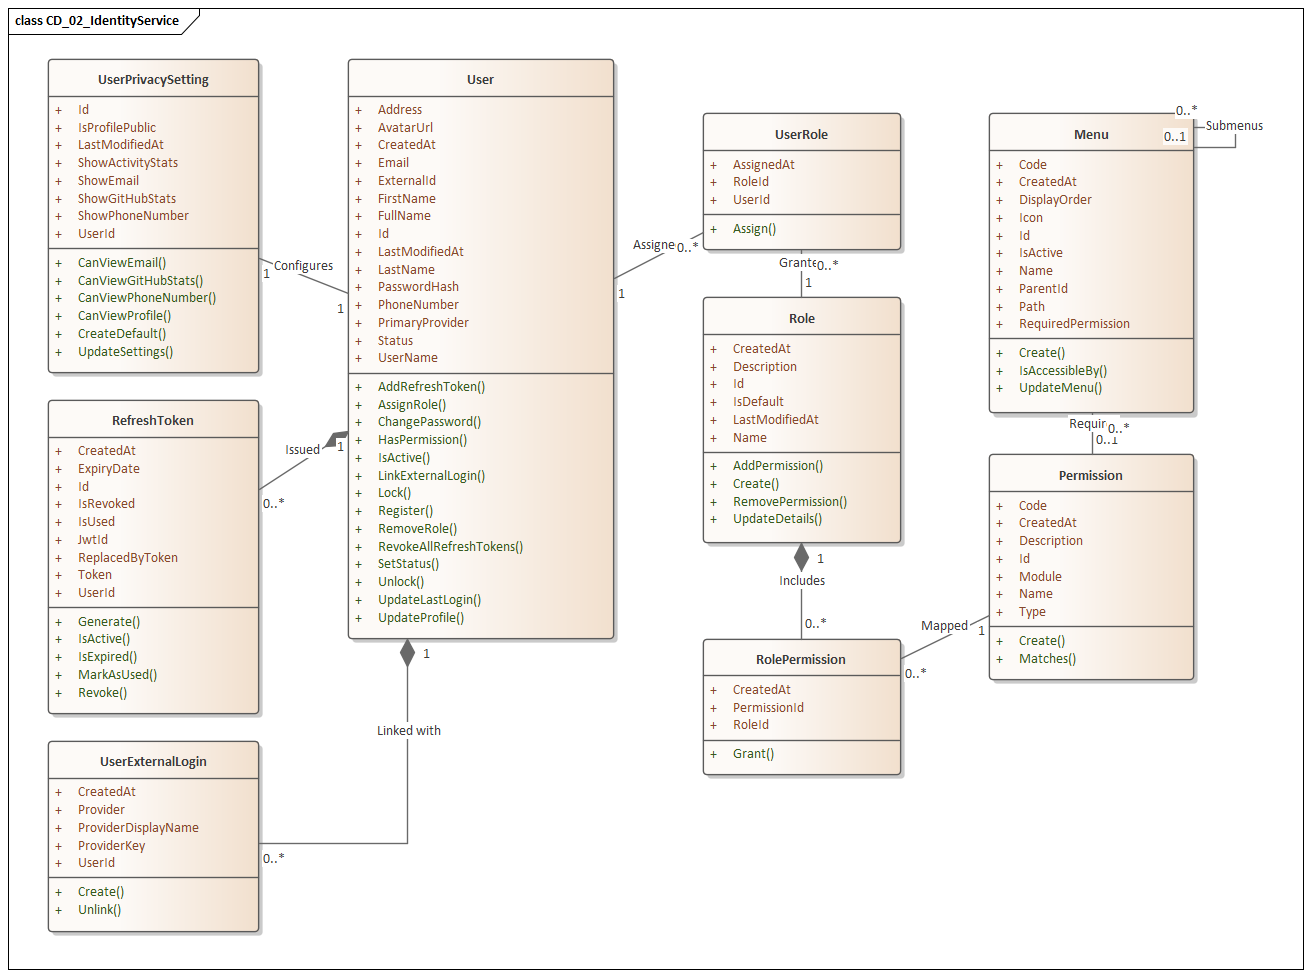 class CD_02_IdentityService
UserPrivacySetting
+ Id
+ IsProfilePublic
+ LastModifiedAt
+ ShowActivityStats
+ ShowEmail
+ ShowGitHubStats
+ ShowPhoneNumber
+ UserId
+ CanViewEmail()
+ CanViewGitHubStats()
+ CanViewPhoneNumber()
+ CanViewProfile()
+ CreateDefault()
+ UpdateSettings()
1
Configures
1
User
+ Address
+ AvatarUrl
+ CreatedAt
+ Email
+ ExternalId
+ FirstName
+ FullName
+ Id
+ LastModifiedAt
+ LastName
+ PasswordHash
+ PhoneNumber
+ PrimaryProvider
+ Status
+ UserName
+ AddRefreshToken()
+ AssignRole()
+ ChangePassword()
+ HasPermission()
+ IsActive()
+ LinkExternalLogin()
+ Lock()
+ Register()
+ RemoveRole()
+ RevokeAllRefreshTokens()
+ SetStatus()
+ Unlock()
+ UpdateLastLogin()
+ UpdateProfile()
RefreshToken
+ CreatedAt
+ ExpiryDate
+ Id
+ IsRevoked
+ IsUsed
+ JwtId
+ ReplacedByToken
+ Token
+ UserId
+ Generate()
+ IsActive()
+ IsExpired()
+ MarkAsUsed()
+ Revoke()
Issued
1
0..*
UserExternalLogin
+ CreatedAt
+ Provider
+ ProviderDisplayName
+ ProviderKey
+ UserId
+ Create()
+ Unlink()
1
Linked with
0..*
Assigne
0..*
1
UserRole
+ AssignedAt
+ RoleId
+ UserId
+ Assign()
Grante
0..*
1
Role
+ CreatedAt
+ Description
+ Id
+ IsDefault
+ LastModifiedAt
+ Name
+ AddPermission()
+ Create()
+ RemovePermission()
+ UpdateDetails()
1
Includes
0..*
RolePermission
+ CreatedAt
+ PermissionId
+ RoleId
+ Grant()
Mapped
1
0..*
Menu
+ Code
+ CreatedAt
+ DisplayOrder
+ Icon
+ Id
+ IsActive
+ Name
+ ParentId
+ Path
+ RequiredPermission
+ Create()
+ IsAccessibleBy()
+ UpdateMenu()
0..*
Submenus
0..1
Requir
0..*
0..1
Permission
+ Code
+ CreatedAt
+ Description
+ Id
+ Module
+ Name
+ Type
+ Create()
+ Matches()